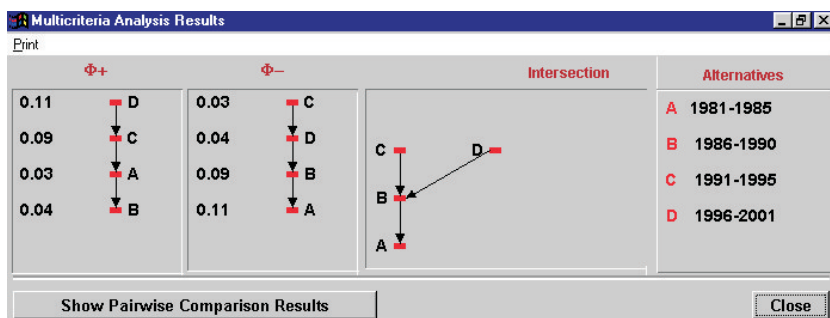 Multicriteria Analysis Results
Print
Φ+
Φ–
Intersection
Alternatives
0.11 D
0.09 C
0.03 A
0.04 B
0.03 C
0.04 D
0.09 B
0.11 A
C D
B
A
A 1981-1985
B 1986-1990
C 1991-1995
D 1996-2001
Show Pairwise Comparison Results
Close